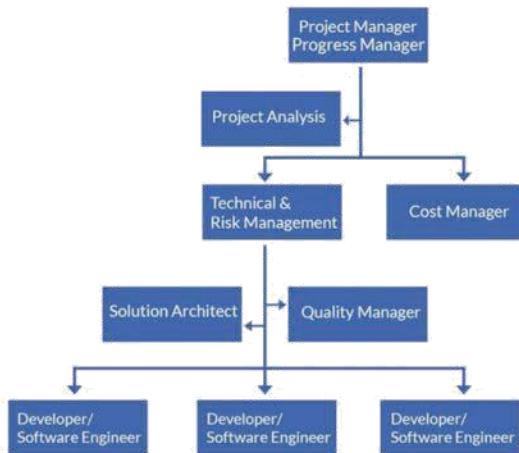 Project Manager
Progress Manager
Project Analysis
Technical &
Risk Management
Cost Manager
Solution Architect
Quality Manager
Developer/
Software Engineer
Developer/
Software Engineer
Developer/
Software Engineer